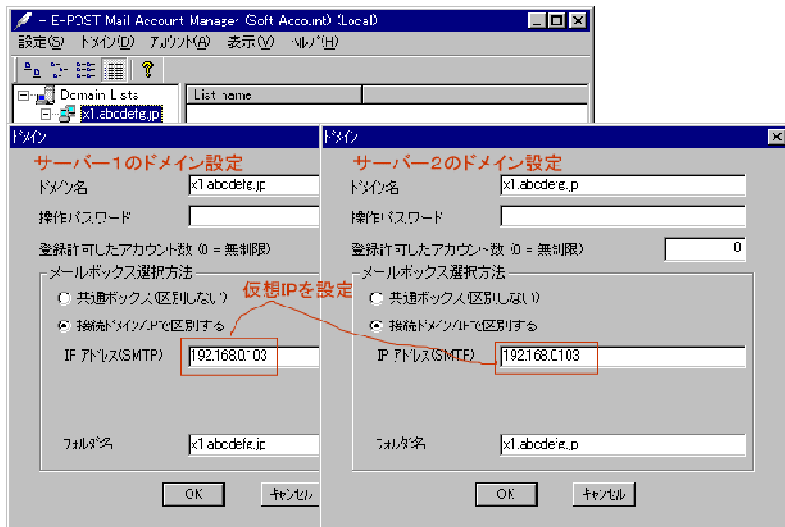 - E-POST Mail Account Manager (Soft Account) (Local)
設定(S) ドメイン(D) アカウント(A) 表示(V) ヘルプ(H)
Domain Lists
List name
x1.abcdefg.jp
ドメイン
サーバー1のドメイン設定
ドメイン名
x1.abcdefg.jp
操作パスワード
登録許可したアカウント数 (0 = 無制限)
メールボックス選択方法
共通ボックス(区別しない)
接続ドメイン/IPで区別する
IP アドレス(SMTP)
192.168.0.103
フォルダ名
x1.abcdefg.jp
OK
キャンセル
仮想IPを設定
ドメイン
サーバー2のドメイン設定
ドメイン名
x1.abcdefg.jp
操作パスワード
登録許可したアカウント数 (0 = 無制限)
0
メールボックス選択方法
共通ボックス(区別しない)
接続ドメイン/IPで区別する
IP アドレス(SMTP)
192.168.0.103
フォルダ名
x1.abcdefg.jp
OK
キャンセル